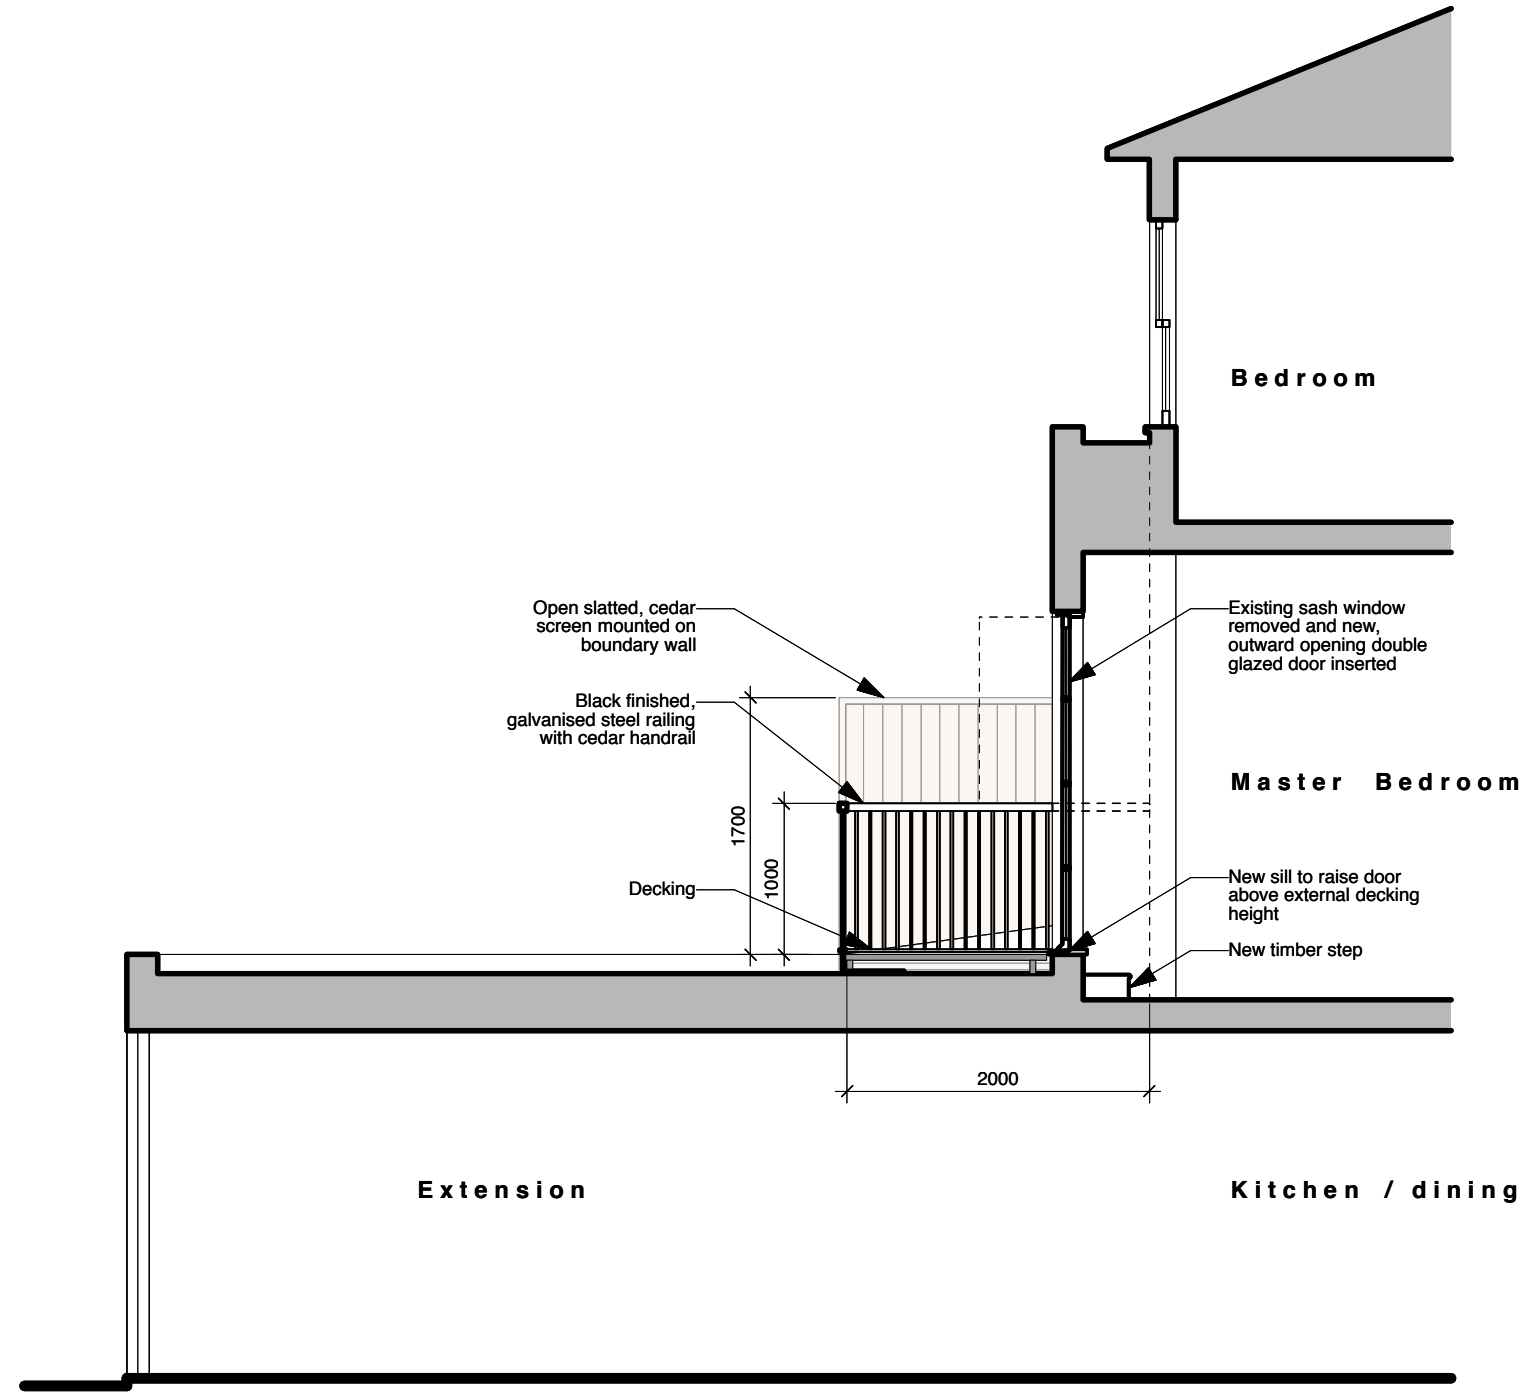 Bedroom
Open slatted, cedar
screen mounted on
boundary wall
Existing sash window
removed and new,
outward opening double
glazed door inserted
Black finished,
galvanised steel railing
with cedar handrail
Master Bedroom
1700
1000
Decking
New sill to raise door
above external decking
height
New timber step
2000
Extension
Kitchen / dining